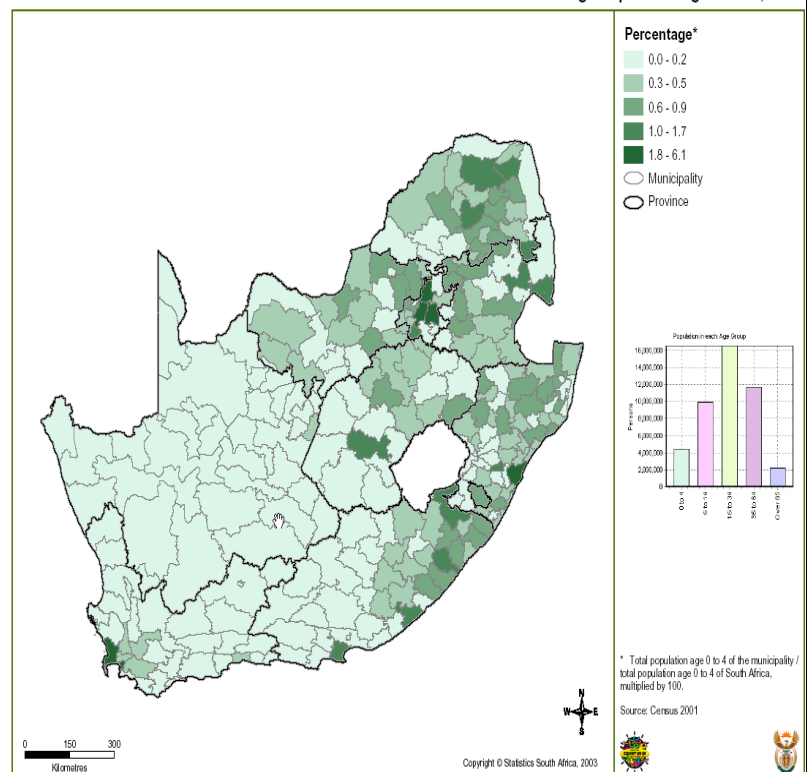 Percentage*
0.0 - 0.2
0.3 - 0.5
0.6 - 0.9
1.0 - 1.7
1.8 - 6.1
Municipality
Province
Population in each Age Group
Persons
16,000,000
14,000,000
12,000,000
10,000,000
8,000,000
6,000,000
4,000,000
2,000,000
0
0 to 4
5 to 14
15 to 34
35 to 64
Over 65
* Total population age 0 to 4 of the municipality /
total population age 0 to 4 of South Africa,
multiplied by 100.
Source: Census 2001
N
W E
S
0 150 300
Kilometres
Copyright © Statistics South Africa, 2003